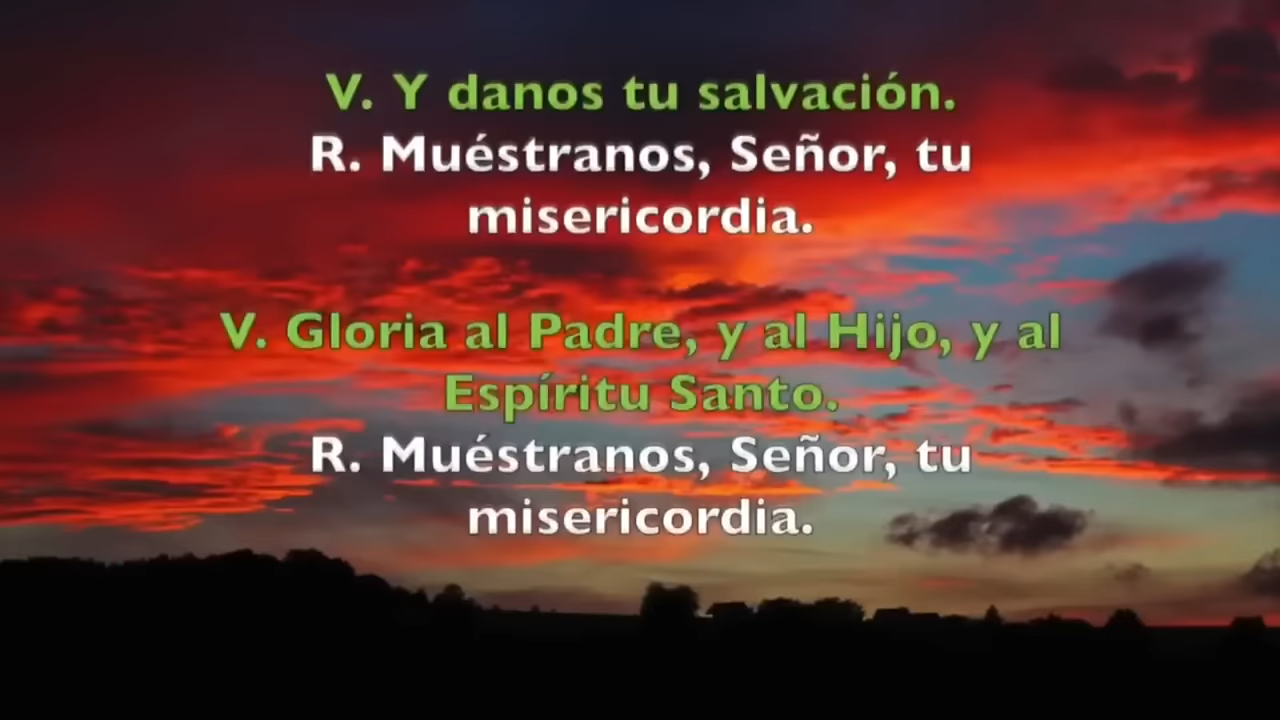 V. Y danos tu salvación.
R. Muéstranos, Señor, tu
misericordia.
V. Gloria al Padre, y al Hijo, y al
Espíritu Santo.
R. Muéstranos, Señor, tu
misericordia.